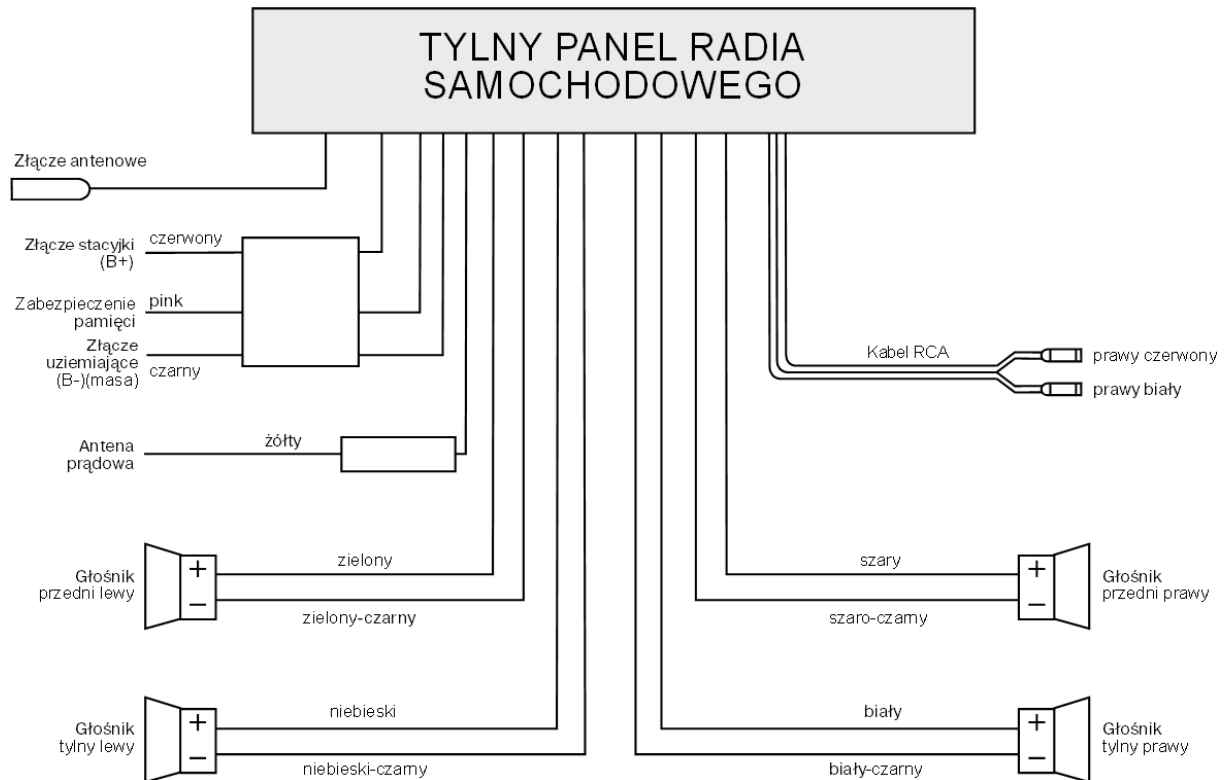 TYLNY PANEL RADIA
SAMOCHODOWEGO
Złącze antenowe
Złącze stacyjki
(B+)
czerwony
Zabezpieczenie
pamięci
pink
Złącze
uziemiające
(B-)(masa)
czarny
Kabel RCA
prawy czerwony
prawy biały
Antena
prądowa
żółty
Głośnik
przedni lewy
+
−
zielony
zielony-czarny
szary
szaro-czarny
+
−
Głośnik
przedni prawy
Głośnik
tylny lewy
+
−
niebieski
niebieski-czarny
biały
biały-czarny
+
−
Głośnik
tylny prawy